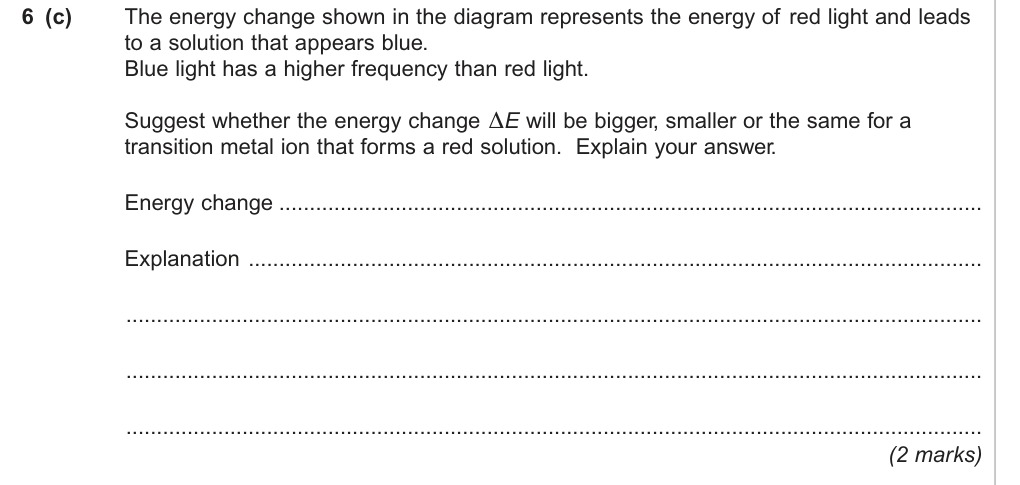 6 (c) The energy change shown in the diagram represents the energy of red light and leads
to a solution that appears blue.
Blue light has a higher frequency than red light.
Suggest whether the energy change ΔE will be bigger, smaller or the same for a
transition metal ion that forms a red solution. Explain your answer.
Energy change ................................................................................
Explanation ................................................................................
................................................................................
................................................................................
................................................................................
(2 marks)